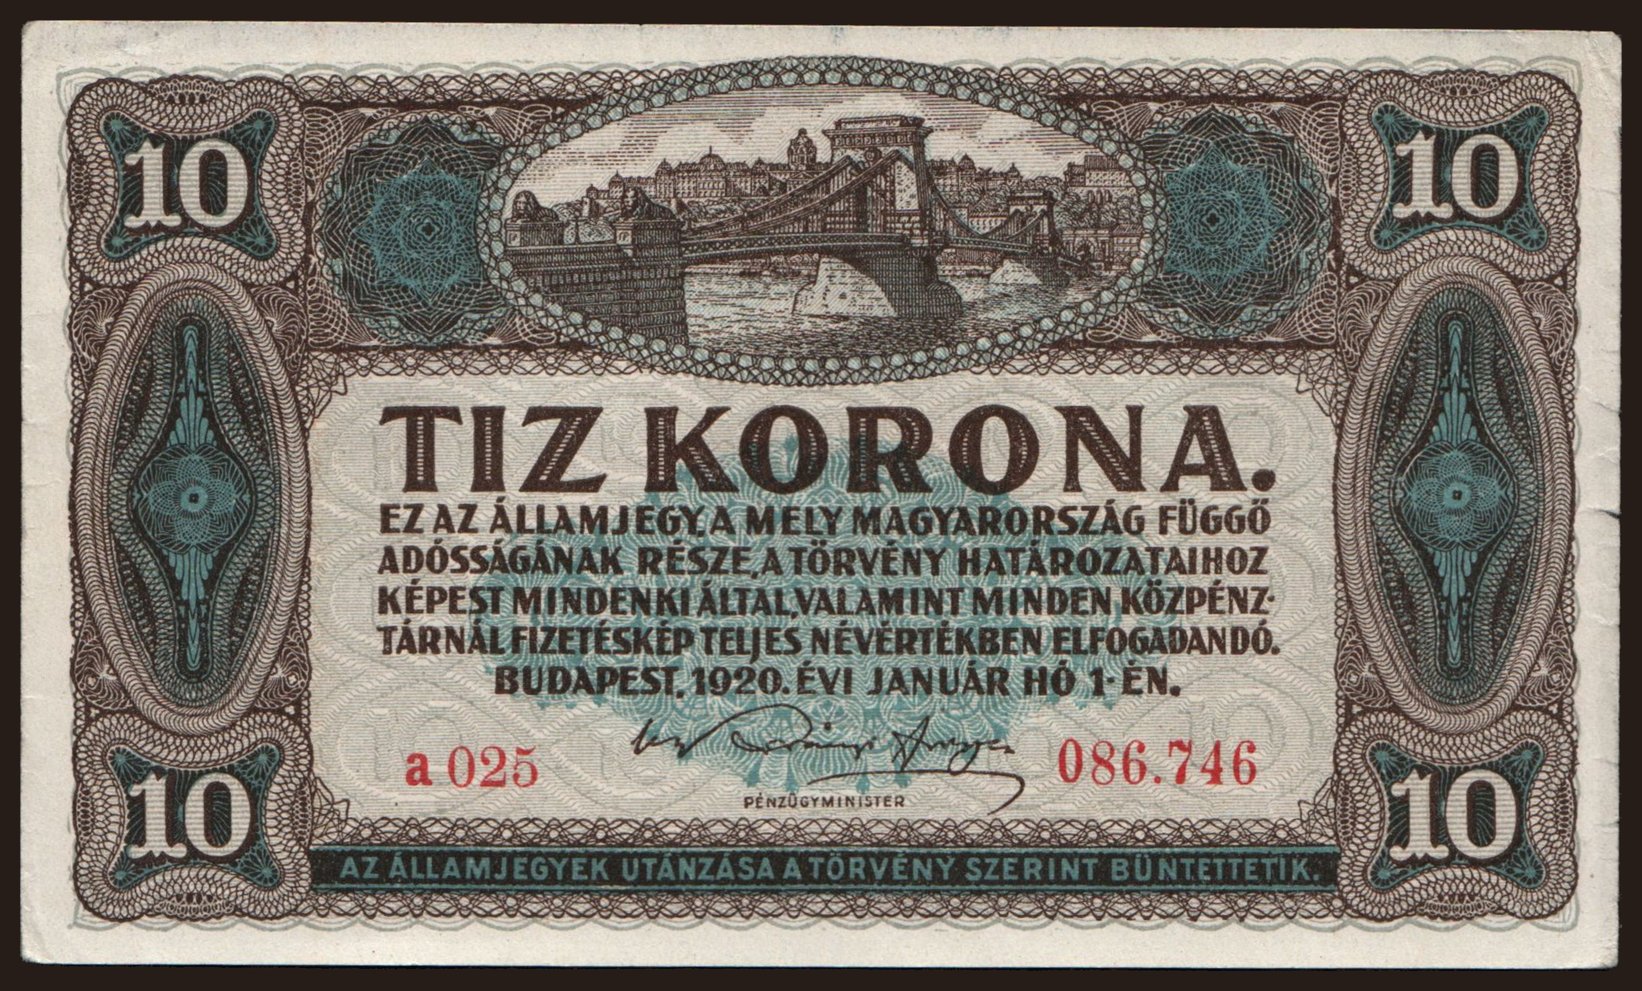 10 10
TIZ KORONA.
EZ AZ ÁLLAMJEGY, A MELY MAGYARORSZÁG FÜGGŐ
ADÓSSÁGÁNAK RÉSZE, A TÖRVÉNY HATÁROZATAIHOZ
KÉPEST MINDENKI ÁLTAL, VALAMINT MINDEN KÖZPÉNZ-
TÁRNÁL FIZETÉSKÉP TELJES NÉVÉRTÉKBEN ELFOGADANDÓ.
BUDAPEST, 1920. ÉVI JANUÁR HÓ 1-ÉN.
a 025 086.746
PÉNZÜGYMINISTER
10 10
AZ ÁLLAMJEGYEK UTÁNZÁSA A TÖRVÉNY SZERINT BÜNTETTETIK.